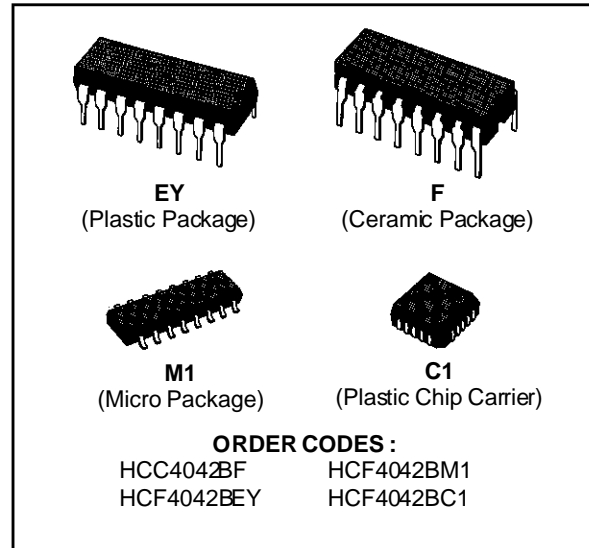 EY
(Plastic Package)
F
(Ceramic Package)
M1
(Micro Package)
C1
(Plastic Chip Carrier)
ORDER CODES :
HCC4042BF HCF4042BM1
HCF4042BEY HCF4042BC1